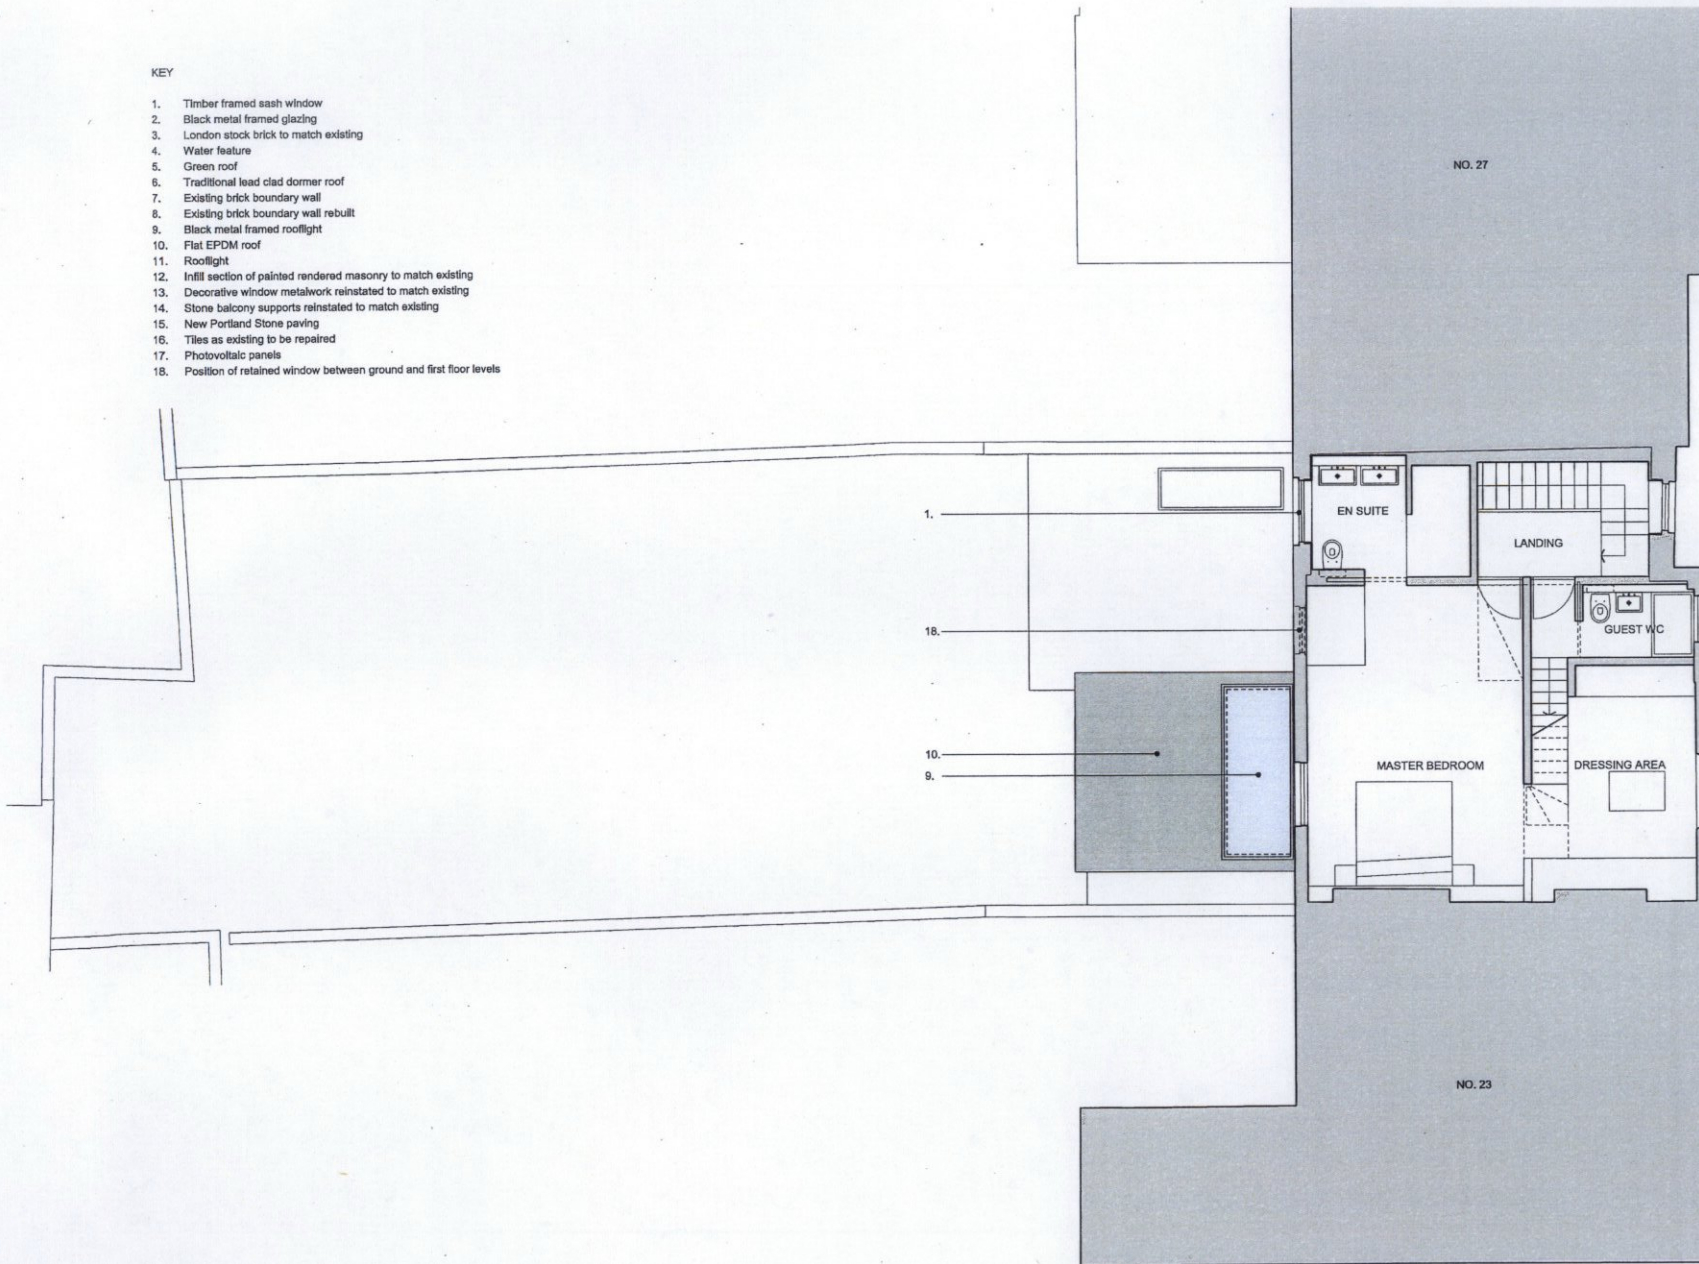 KEY
1. Timber framed sash window
2. Black metal framed glazing
3. London stock brick to match existing
4. Water feature
5. Green roof
6. Traditional lead clad dormer roof
7. Existing brick boundary wall
8. Existing brick boundary wall rebuilt
9. Black metal framed rooflight
10. Flat EPDM roof
11. Rooflight
12. Infill section of painted rendered masonry to match existing
13. Decorative window metalwork reinstated to match existing
14. Stone balcony supports reinstated to match existing
15. New Portland Stone paving
16. Tiles as existing to be repaired
17. Photovoltaic panels
18. Position of retained window between ground and first floor levels
NO. 27
1.
EN SUITE
LANDING
18.
GUEST WC
10.
9.
MASTER BEDROOM
DRESSING AREA
NO. 23